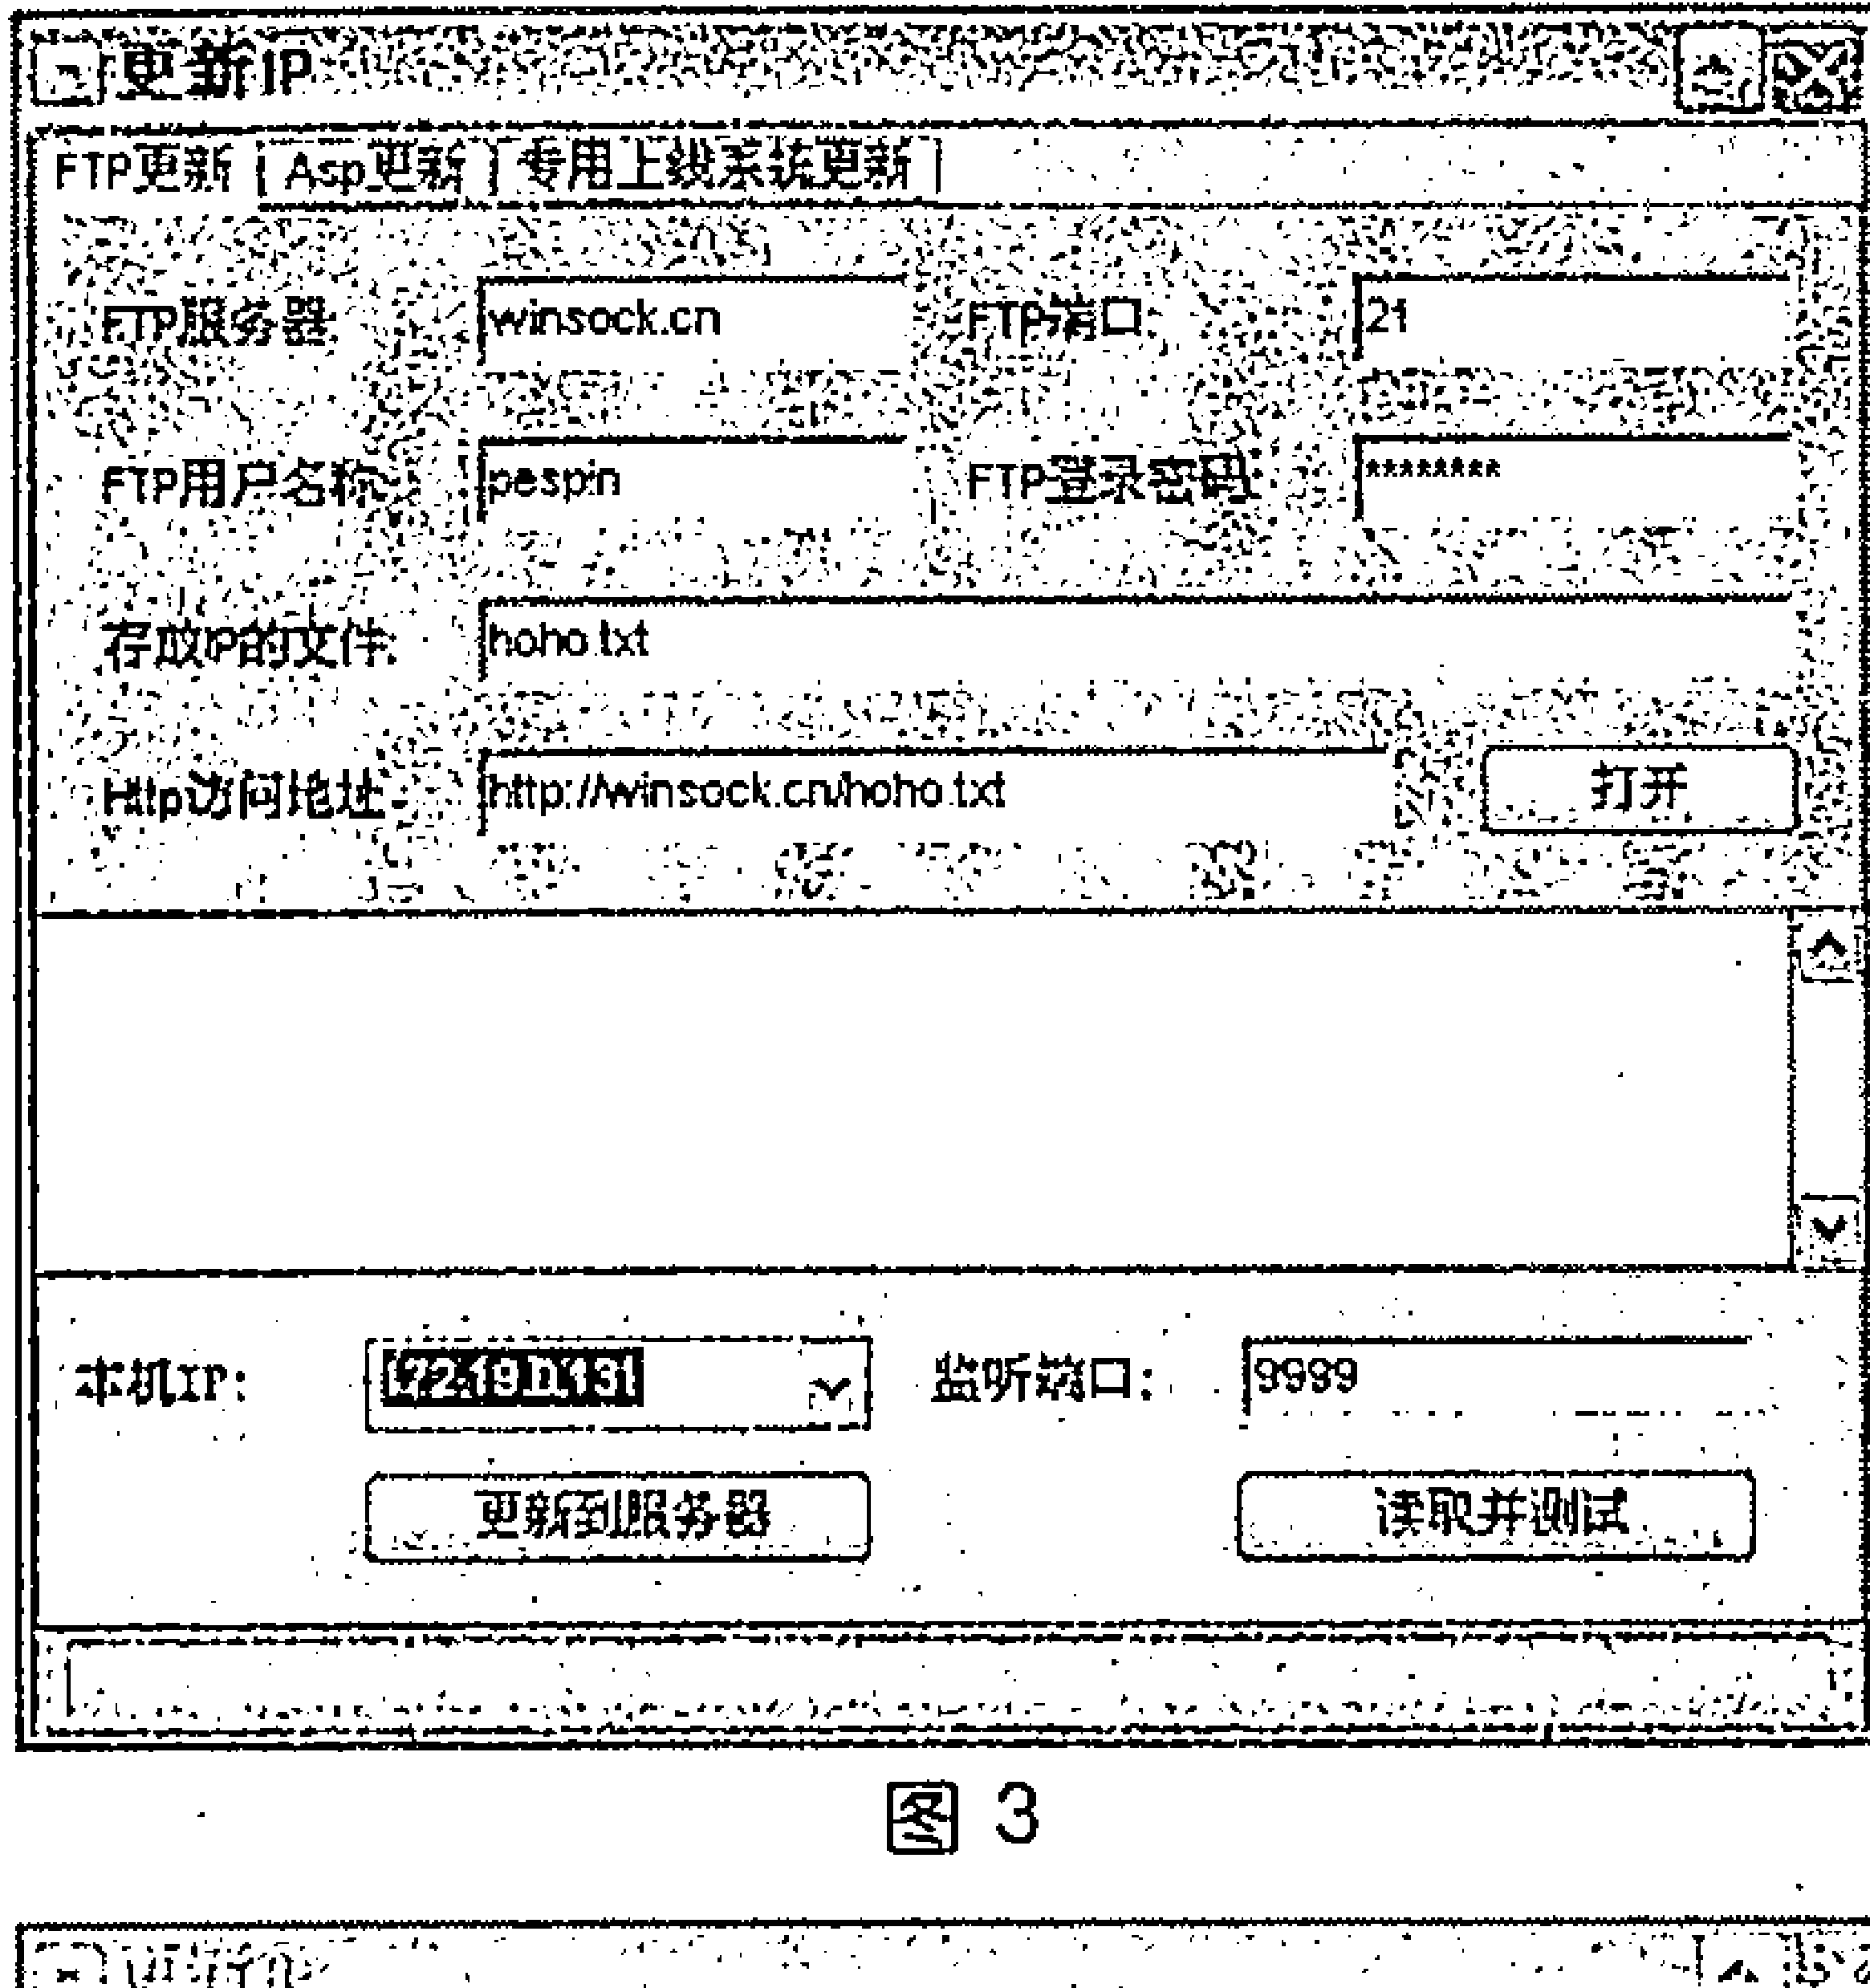 更新IP
FTP更新 Asp更新 专用上线系统更新
FTP服务器: winsock.cn FTP端口: 21
FTP用户名称: pespin FTP登录密码: ********
存放IP的文件: hoho.txt
Http访问地址: http://winsock.cn/hoho.txt 打开
本机IP: 监听端口: 9999
更新到服务器 读取并测试
图 3